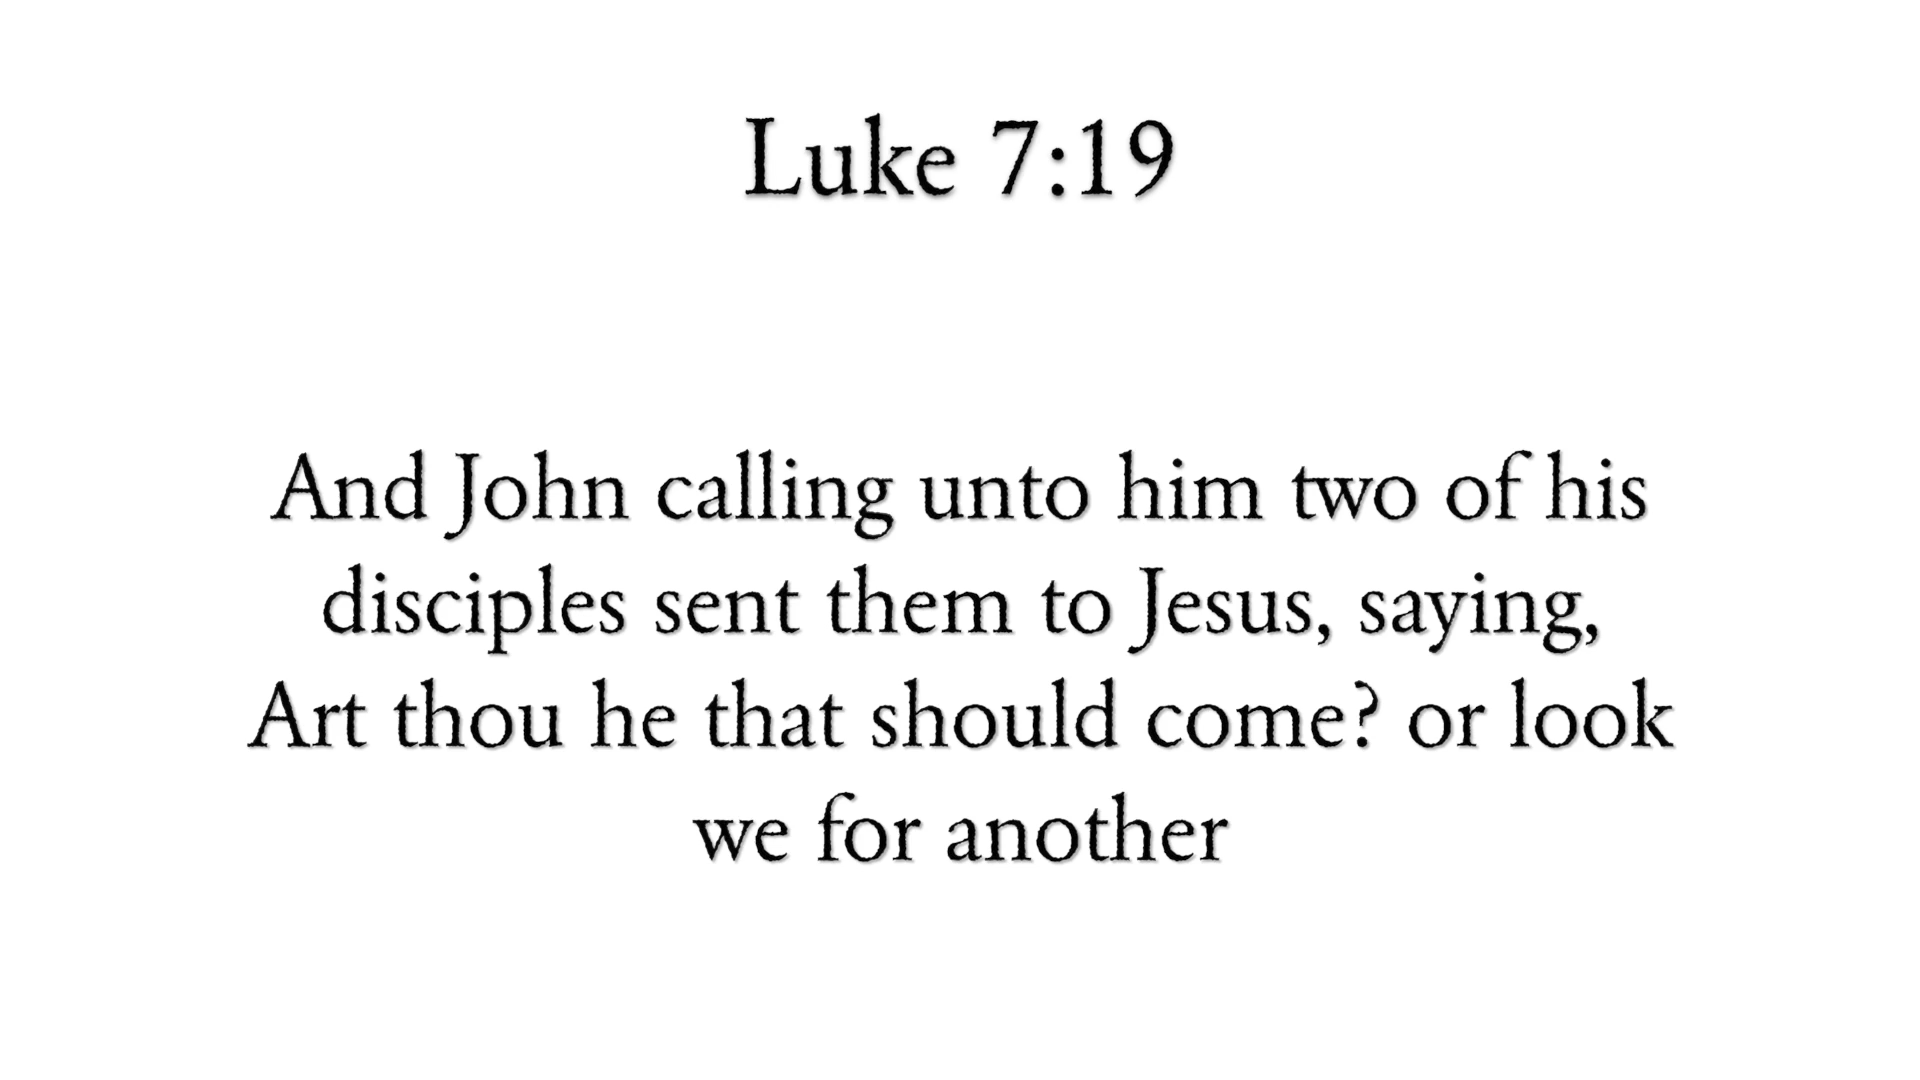 Luke 7:19
And John calling unto him two of his
disciples sent them to Jesus, saying,
Art thou he that should come? or look
we for another